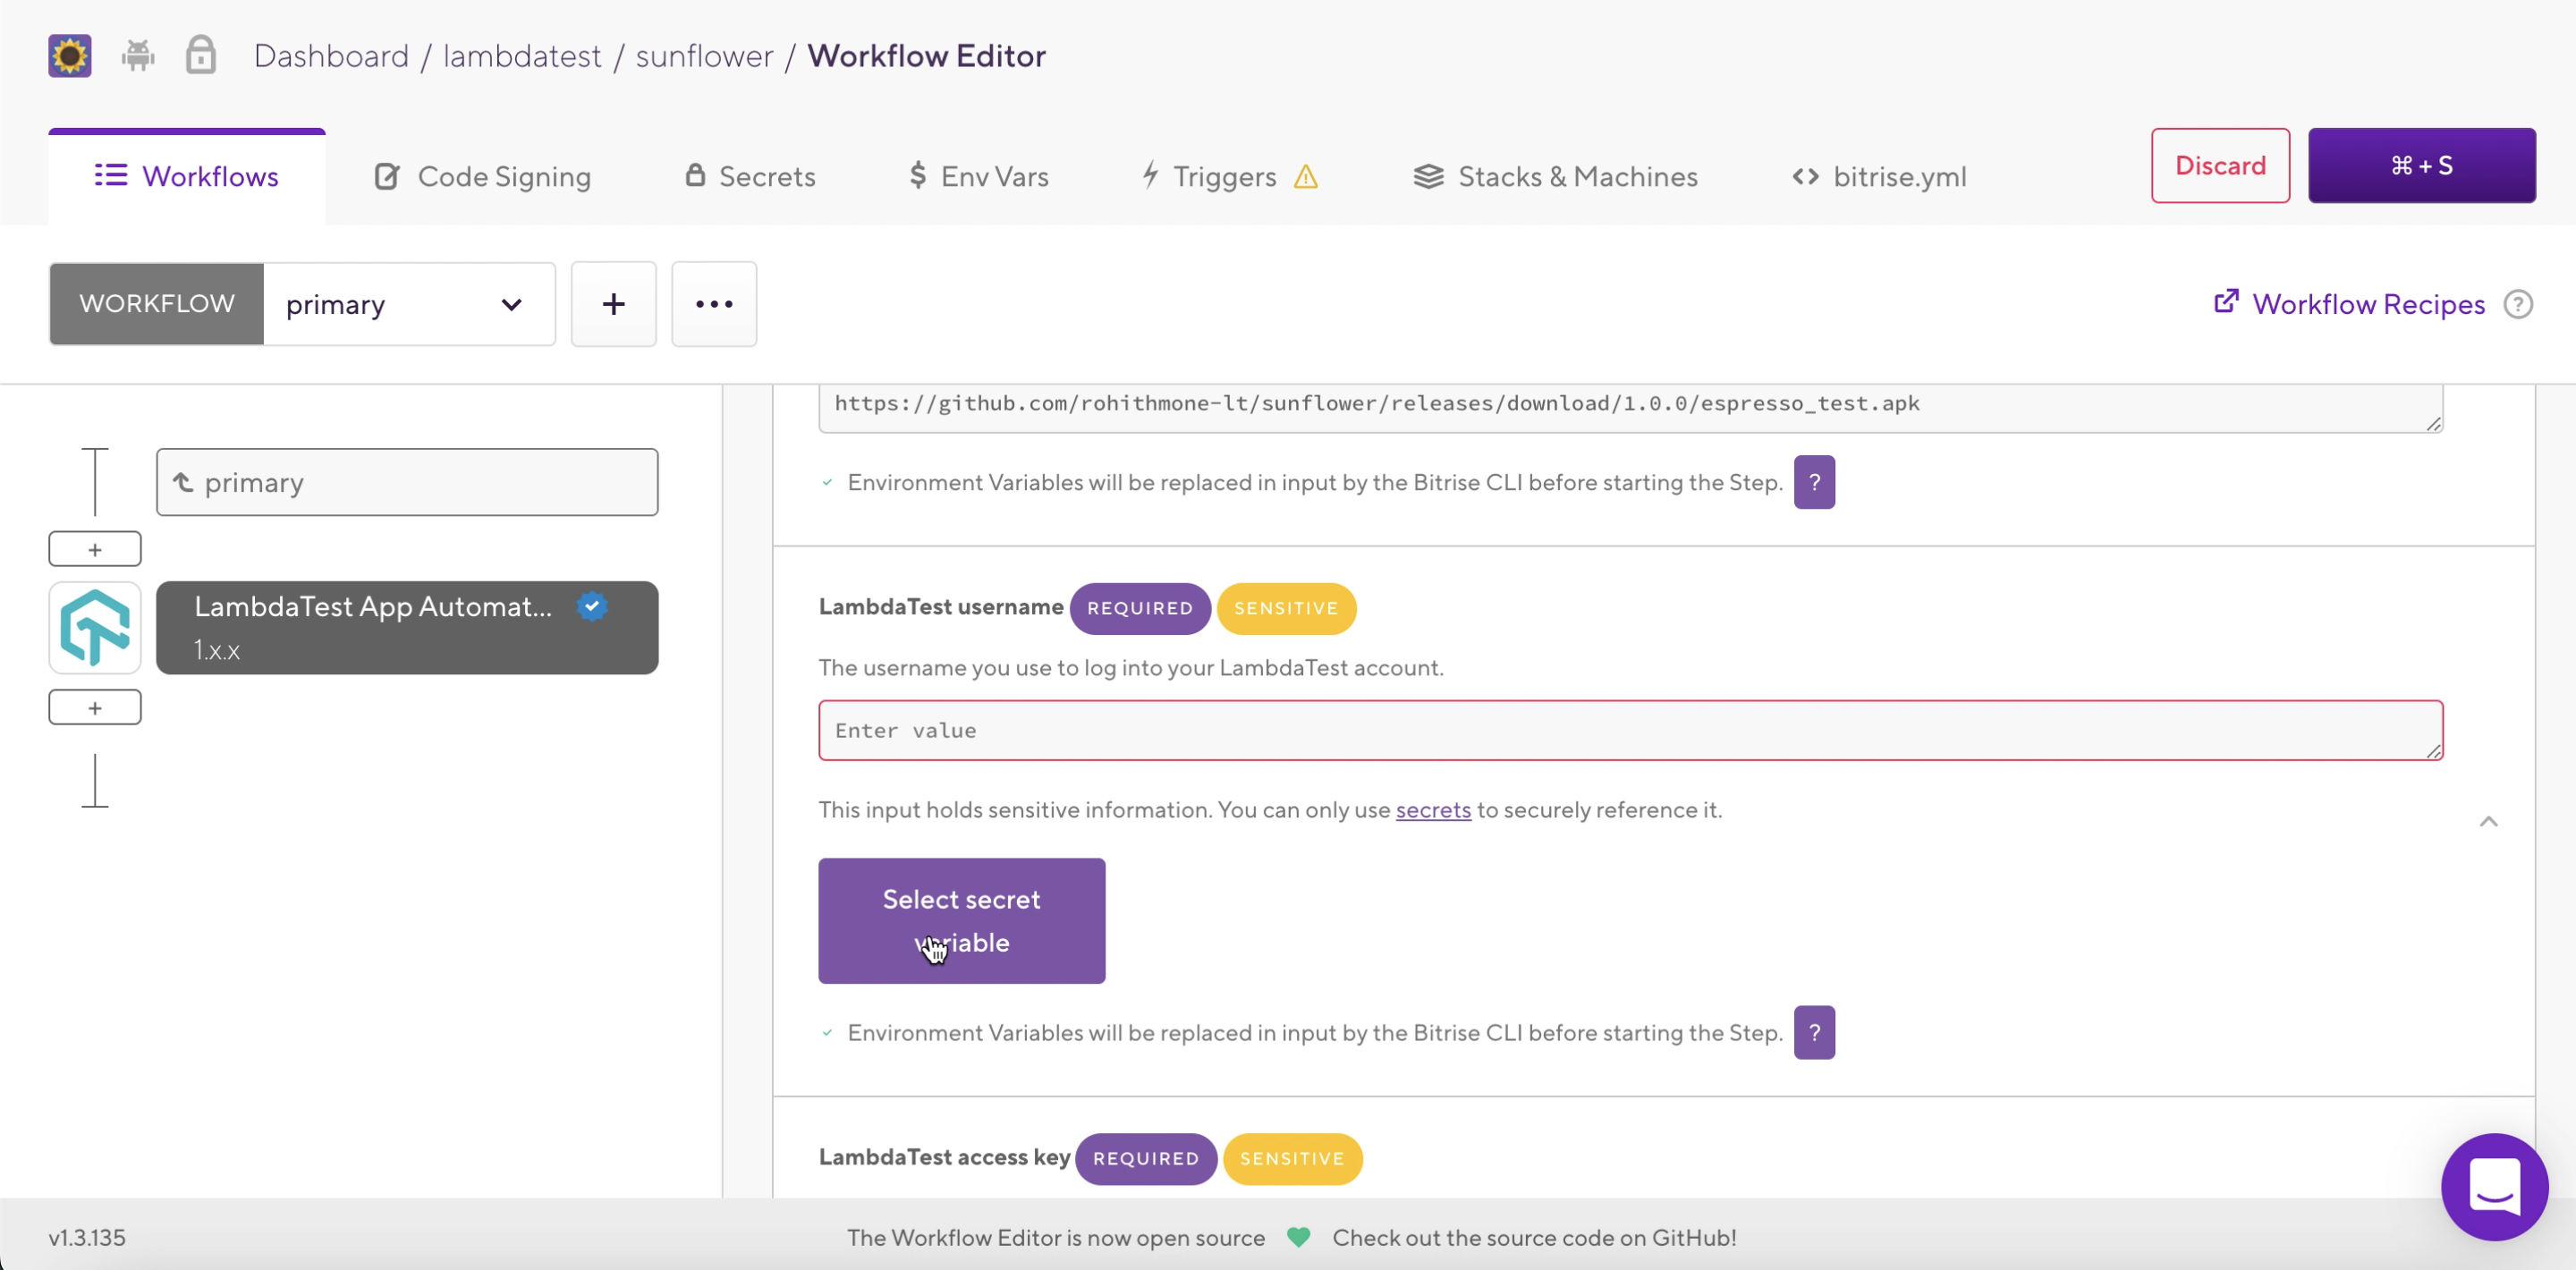 Dashboard / lambdatest / sunflower / Workflow Editor
Workflows Code Signing Secrets $ Env Vars Triggers Stacks & Machines <> bitrise.yml Discard ⌘ + S
WORKFLOW primary + ••• Workflow Recipes ?
https://github.com/rohithmone-lt/sunflower/releases/download/1.0.0/espresso_test.apk
primary
Environment Variables will be replaced in input by the Bitrise CLI before starting the Step. ?
+
LambdaTest App Automat...
1.x.x
+
LambdaTest username REQUIRED SENSITIVE
The username you use to log into your LambdaTest account.
Enter value
This input holds sensitive information. You can only use secrets to securely reference it.
Select secret
variable
Environment Variables will be replaced in input by the Bitrise CLI before starting the Step. ?
LambdaTest access key REQUIRED SENSITIVE
v1.3.135 The Workflow Editor is now open source Check out the source code on GitHub!